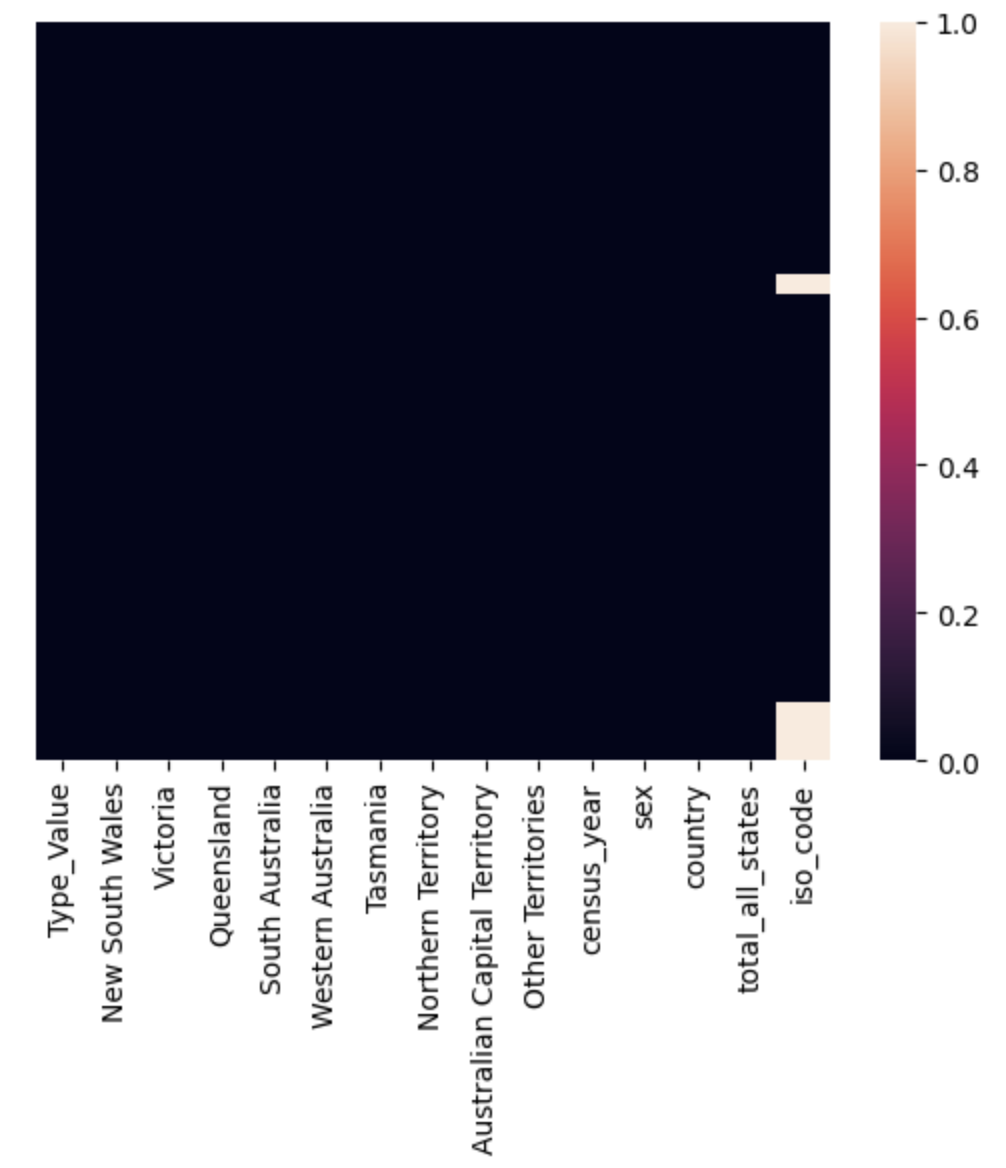 1.0
0.8
0.6
0.4
0.2
0.0
Type_Value
New South Wales
Victoria
Queensland
South Australia
Western Australia
Tasmania
Northern Territory
Australian Capital Territory
Other Territories
census_year
sex
country
total_all_states
iso_code